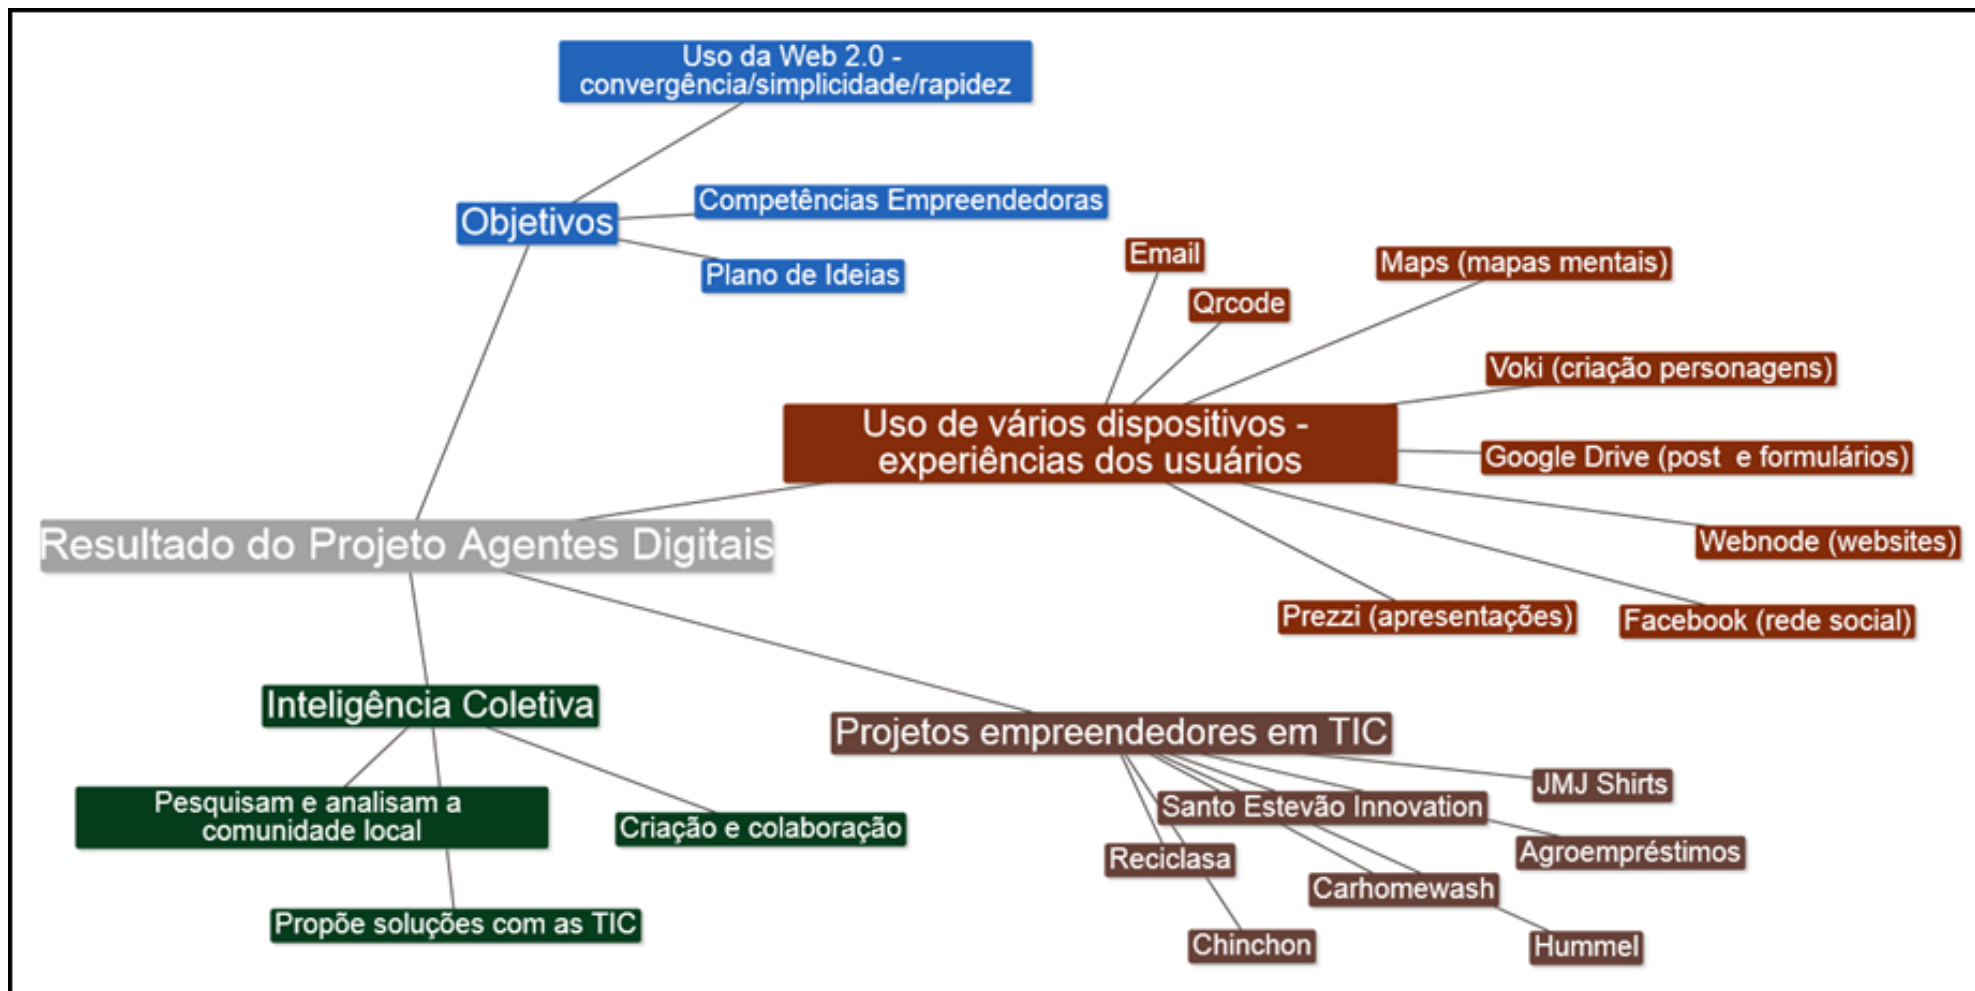 Uso da Web 2.0 -
convergência/simplicidade/rapidez
Objetivos
Competências Empreendedoras
Plano de Ideias
Email
Qrcode
Maps (mapas mentais)
Voki (criação personagens)
Uso de vários dispositivos -
experiências dos usuários
Google Drive (post  e formulários)
Webnode (websites)
Prezzi (apresentações)
Facebook (rede social)
Resultado do Projeto Agentes Digitais
Inteligência Coletiva
Pesquisam e analisam a
comunidade local
Criação e colaboração
Propõe soluções com as TIC
Projetos empreendedores em TIC
JMJ Shirts
Santo Estevão Innovation
Agroempréstimos
Reciclasa
Carhomewash
Chinchon
Hummel